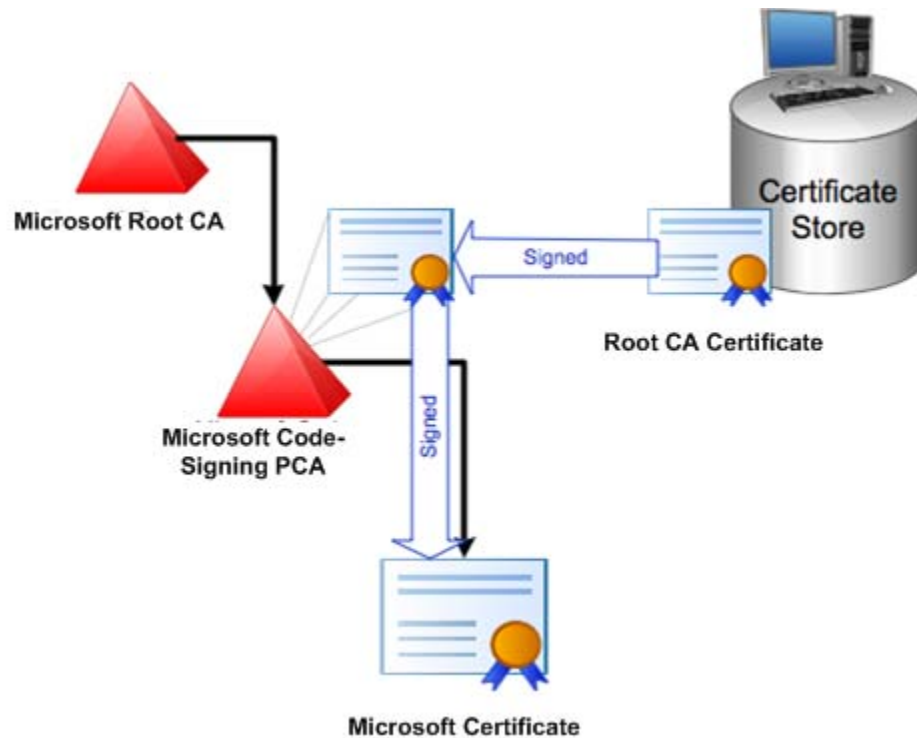 Certificate
Store
Microsoft Root CA
Signed
Root CA Certificate
Microsoft Code-
Signing PCA
Signed
Microsoft Certificate